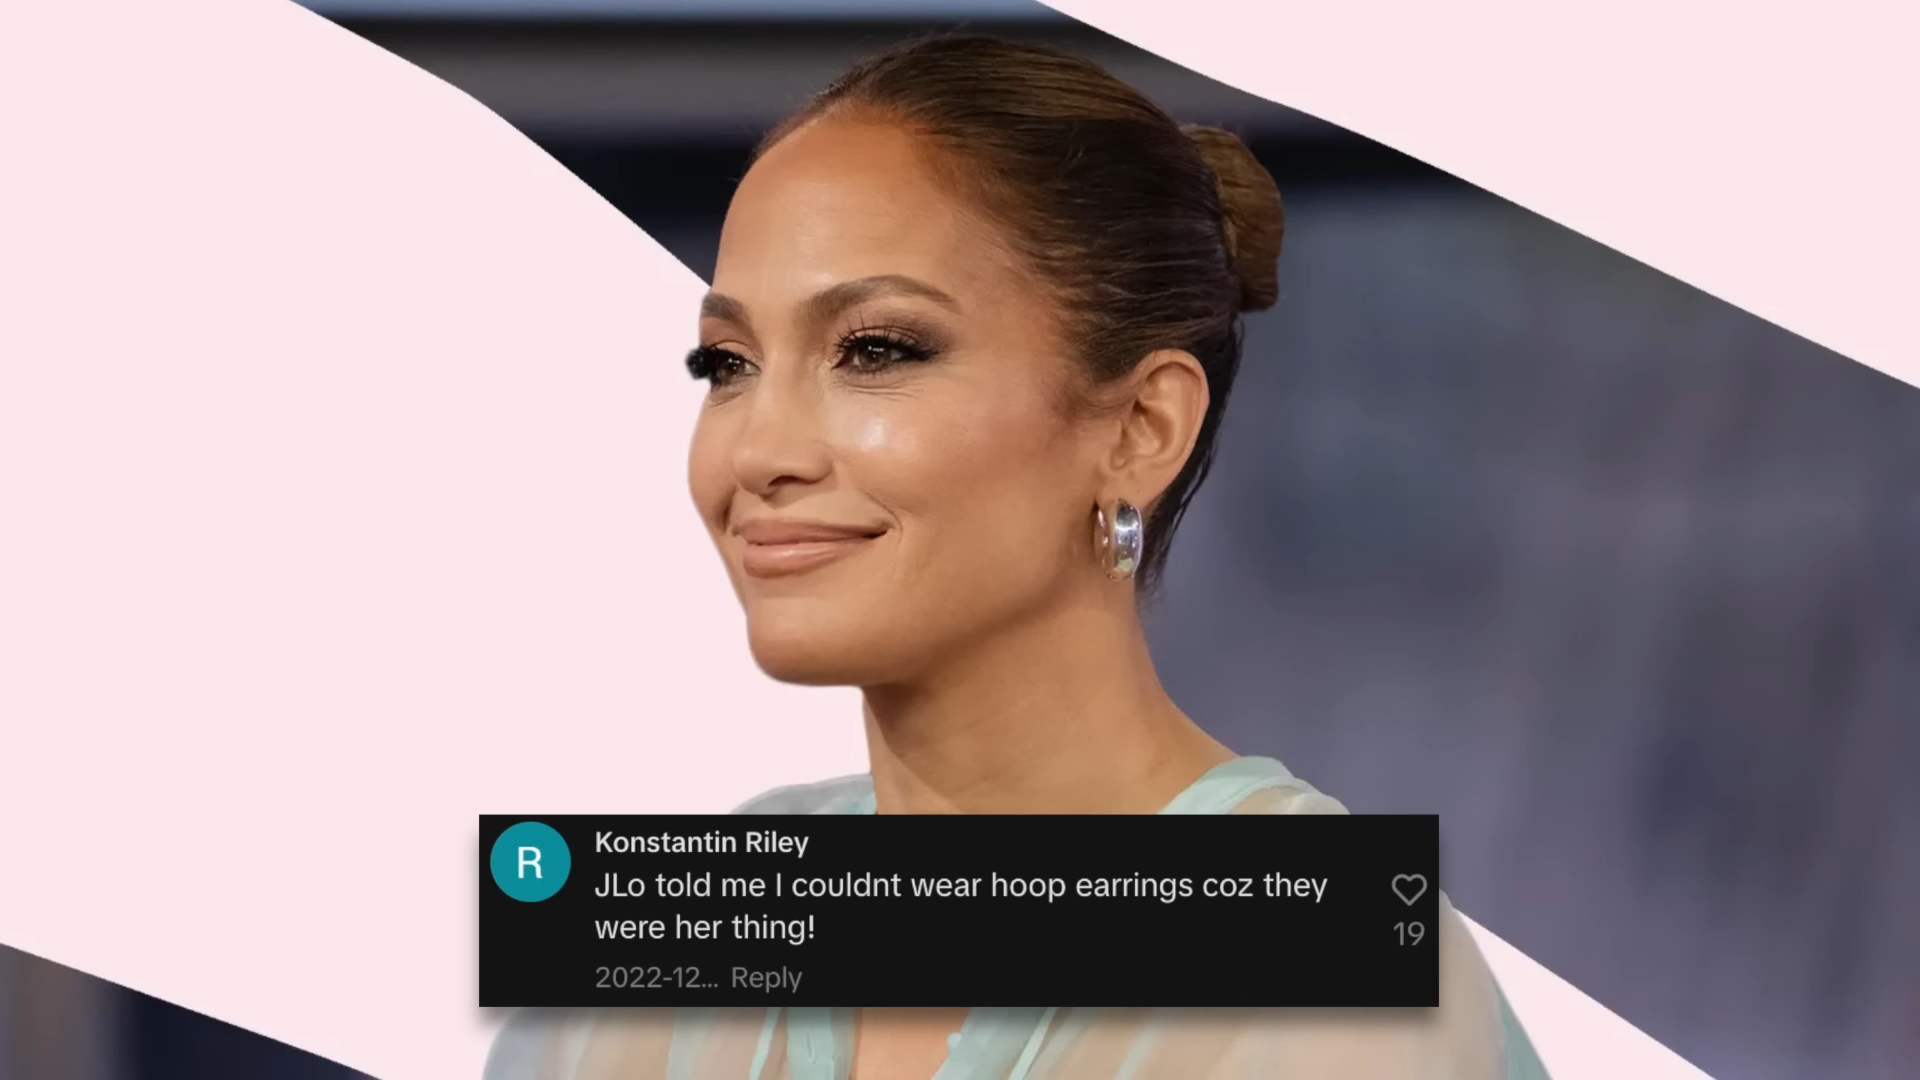 R
Konstantin Riley
JLo told me I couldnt wear hoop earrings coz they
were her thing!
19
2022-12... Reply